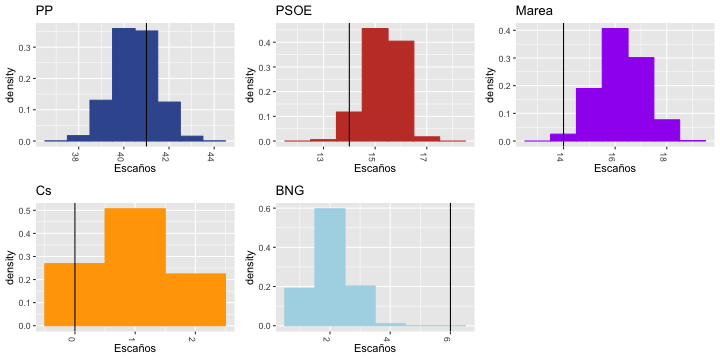 PP
density
0.3
0.2
0.1
0.0
38 40 42 44
Escaños
PSOE
density
0.4
0.3
0.2
0.1
0.0
13 15 17
Escaños
Marea
density
0.4
0.3
0.2
0.1
0.0
14 16 18
Escaños
Cs
density
0.5
0.4
0.3
0.2
0.1
0.0
0 1 2
Escaños
BNG
density
0.6
0.4
0.2
0.0
2 4 6
Escaños